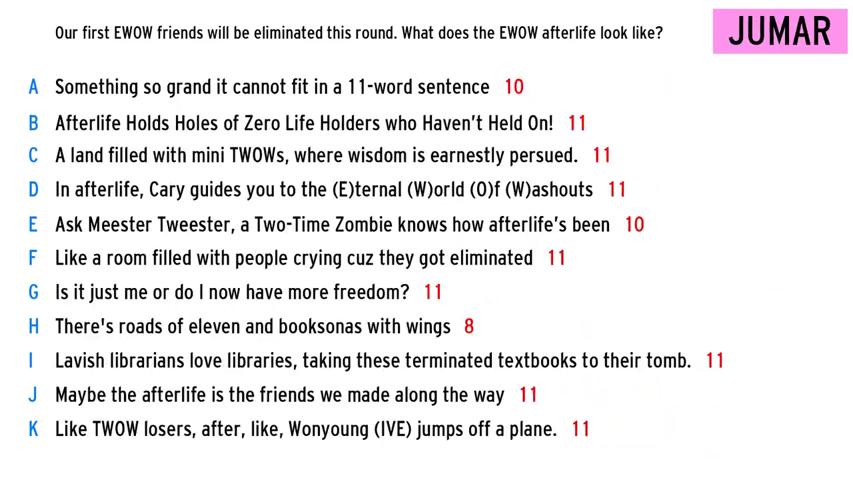 Our first EWOW friends will be eliminated this round. What does the EWOW afterlife look like?
JUMAR
A Something so grand it cannot fit in a 11-word sentence 10
B Afterlife Holds Holes of Zero Life Holders who Haven't Held On! 11
C A land filled with mini TWOWs, where wisdom is earnestly persued. 11
D In afterlife, Cary guides you to the (E)ternal (W)orld (O)f (W)ashouts 11
E Ask Meester Tweester, a Two-Time Zombie knows how afterlife's been 10
F Like a room filled with people crying cuz they got eliminated 11
G Is it just me or do I now have more freedom? 11
H There's roads of eleven and booksonas with wings 8
I Lavish librarians love libraries, taking these terminated textbooks to their tomb. 11
J Maybe the afterlife is the friends we made along the way 11
K Like TWOW losers, after, like, Wonyoung (IVE) jumps off a plane. 11